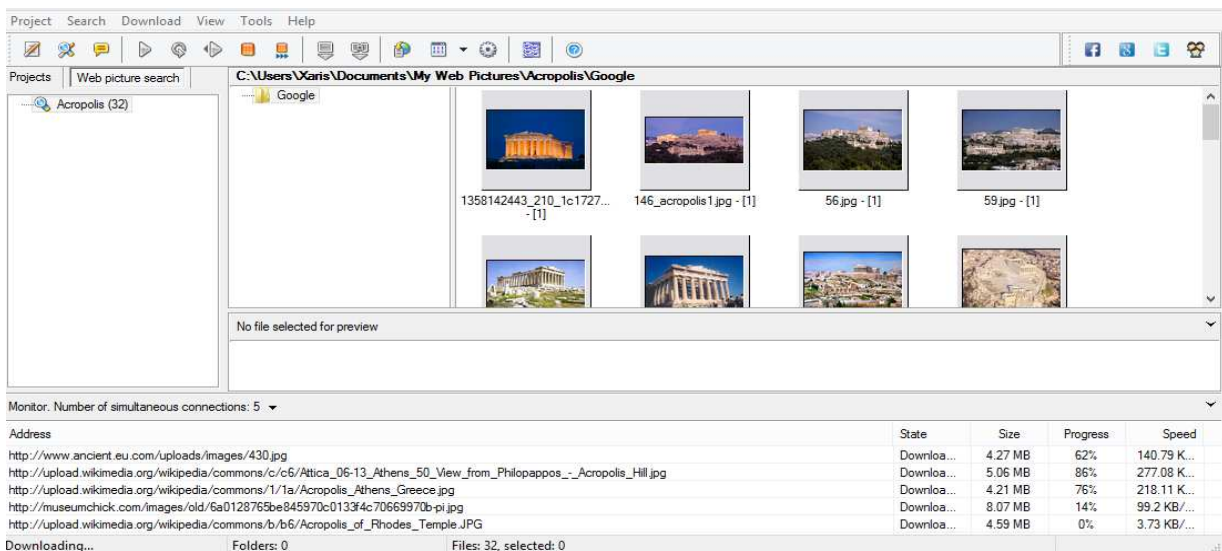 Project Search Download View Tools Help
Projects Web picture search C:\Users\Xaris\Documents\My Web Pictures\Acropolis\Google
Acropolis (32)
Google
1358142443_210_1c1727... - [1]
146_acropolis1.jpg - [1]
56.jpg - [1]
59.jpg - [1]
No file selected for preview
Monitor. Number of simultaneous connections: 5
Address State Size Progress Speed
http://www.ancient.eu.com/uploads/images/430.jpg Downloa... 4.27 MB 62% 140.79 K...
http://upload.wikimedia.org/wikipedia/commons/c/c6/Attica_06-13_Athens_50_View_from_Philopappos_-_Acropolis_Hill.jpg Downloa... 5.06 MB 86% 277.08 K...
http://upload.wikimedia.org/wikipedia/commons/1/1a/Acropolis_Athens_Greece.jpg Downloa... 4.21 MB 76% 218.11 K...
http://museumchick.com/images/old/6a0128765be845970c0133f4c70669970b-pi.jpg Downloa... 8.07 MB 14% 99.2 KB/...
http://upload.wikimedia.org/wikipedia/commons/b/b6/Acropolis_of_Rhodes_Temple.JPG Downloa... 4.59 MB 0% 3.73 KB/...
Downloading... Folders: 0 Files: 32, selected: 0